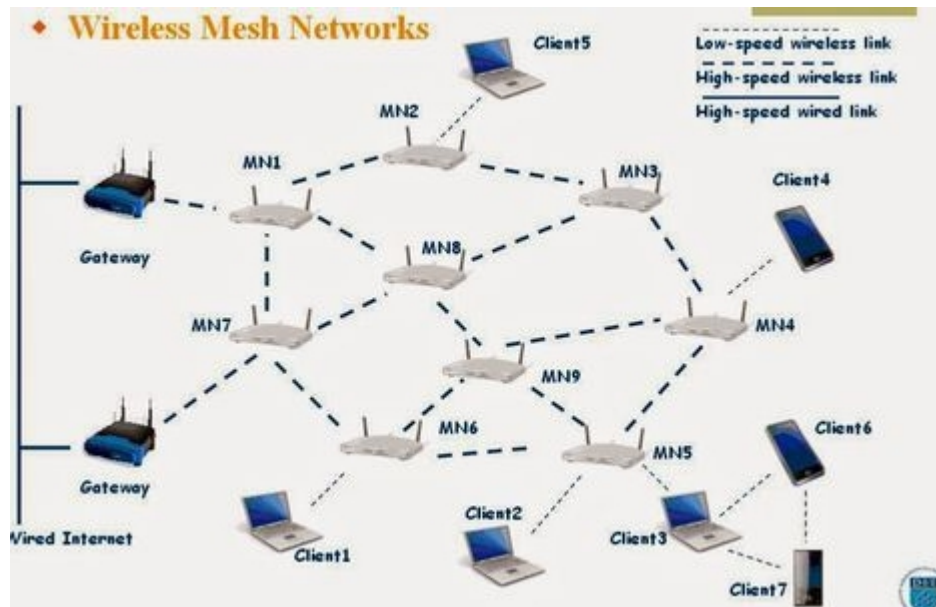 Wireless Mesh Networks
Client5
Low-speed wireless link
High-speed wireless link
High-speed wired link
MN2
MN1
MN3
Client4
Gateway
MN8
MN7
MN4
MN9
MN6
MN5
Client6
Gateway
Client2
Wired Internet
Client1
Client3
Client7